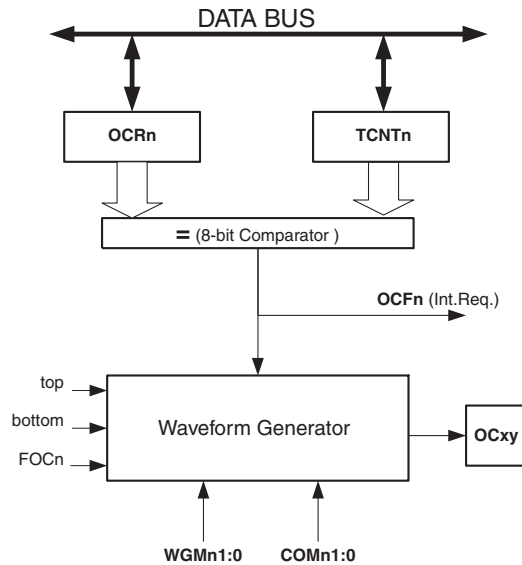 DATA BUS
OCRn
TCNTn
= (8-bit Comparator )
OCFn (Int.Req.)
top
bottom
FOCn
Waveform Generator
OCxy
WGMn1:0
COMn1:0